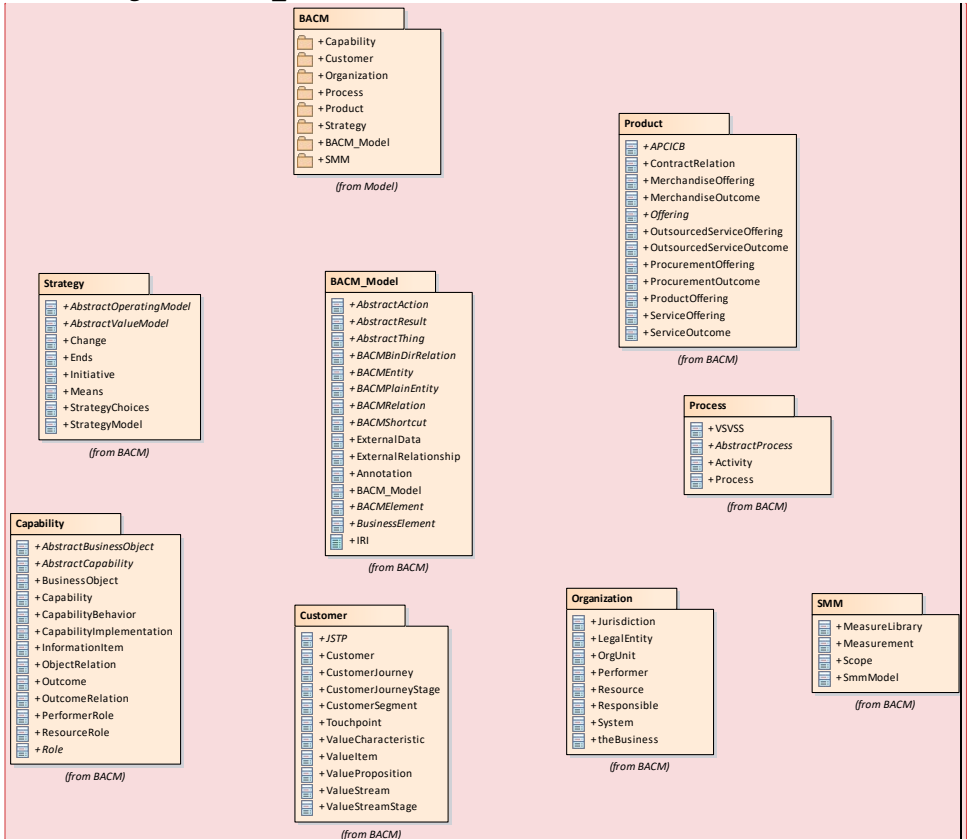 BACM
+Capability
+Customer
+Organization
+Process
+Product
+Strategy
+BACM_Model
+SMM
(from Model)
Product
+APCICB
+ContractRelation
+MerchandiseOffering
+MerchandiseOutcome
+Offering
+OutsourcedServiceOffering
+OutsourcedServiceOutcome
+ProcurementOffering
+ProcurementOutcome
+ProductOffering
+ServiceOffering
+ServiceOutcome
(from BACM)
Strategy
+AbstractOperatingModel
+AbstractValueModel
+Change
+Ends
+Initiative
+Means
+StrategyChoices
+StrategyModel
(from BACM)
BACM_Model
+AbstractAction
+AbstractResult
+AbstractThing
+BACMBinDirRelation
+BACMEntity
+BACMPlainEntity
+BACMRelation
+BACMShortcut
+ExternalData
+ExternalRelationship
+Annotation
+BACM_Model
+BACMElement
+BusinessElement
+IRI
(from BACM)
Process
+VSVSS
+AbstractProcess
+Activity
+Process
(from BACM)
Capability
+AbstractBusinessObject
+AbstractCapability
+BusinessObject
+Capability
+CapabilityBehavior
+CapabilityImplementation
+InformationItem
+ObjectRelation
+Outcome
+OutcomeRelation
+PerformerRole
+ResourceRole
+Role
(from BACM)
Customer
+JSTP
+Customer
+CustomerJourney
+CustomerJourneyStage
+CustomerSegment
+Touchpoint
+ValueCharacteristic
+ValueItem
+ValueProposition
+ValueStream
+ValueStreamStage
(from BACM)
Organization
+Jurisdiction
+LegalEntity
+OrgUnit
+Performer
+Resource
+Responsible
+System
+theBusiness
(from BACM)
SMM
+MeasureLibrary
+Measurement
+Scope
+SmmModel
(from BACM)